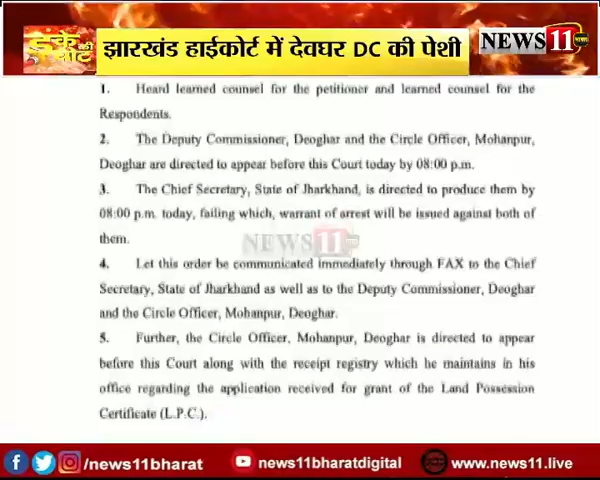 डंके की चोट
झारखंड हाईकोर्ट में देवघर DC की पेशी
NEWS 11 भारत
1. Heard learned counsel for the petitioner and learned counsel for the
Respondents.
2. The Deputy Commissioner, Deoghar and the Circle Officer, Mohanpur,
Deoghar are directed to appear before this Court today by 08:00 p.m.
3. The Chief Secretary, State of Jharkhand, is directed to produce them by
08:00 p.m. today, failing which, warrant of arrest will be issued against both of
them.
NEWS 11
4. Let this order be communicated immediately through FAX to the Chief
Secretary, State of Jharkhand as well as to the Deputy Commissioner, Deoghar
and the Circle Officer, Mohanpur, Deoghar.
5. Further, the Circle Officer, Mohanpur, Deoghar is directed to appear
before this Court along with the receipt registry which he maintains in his
office regarding the application received for grant of the Land Possession
Certificate (L.P.C.).
/news11bharat news11bharatdigital www.news11.live